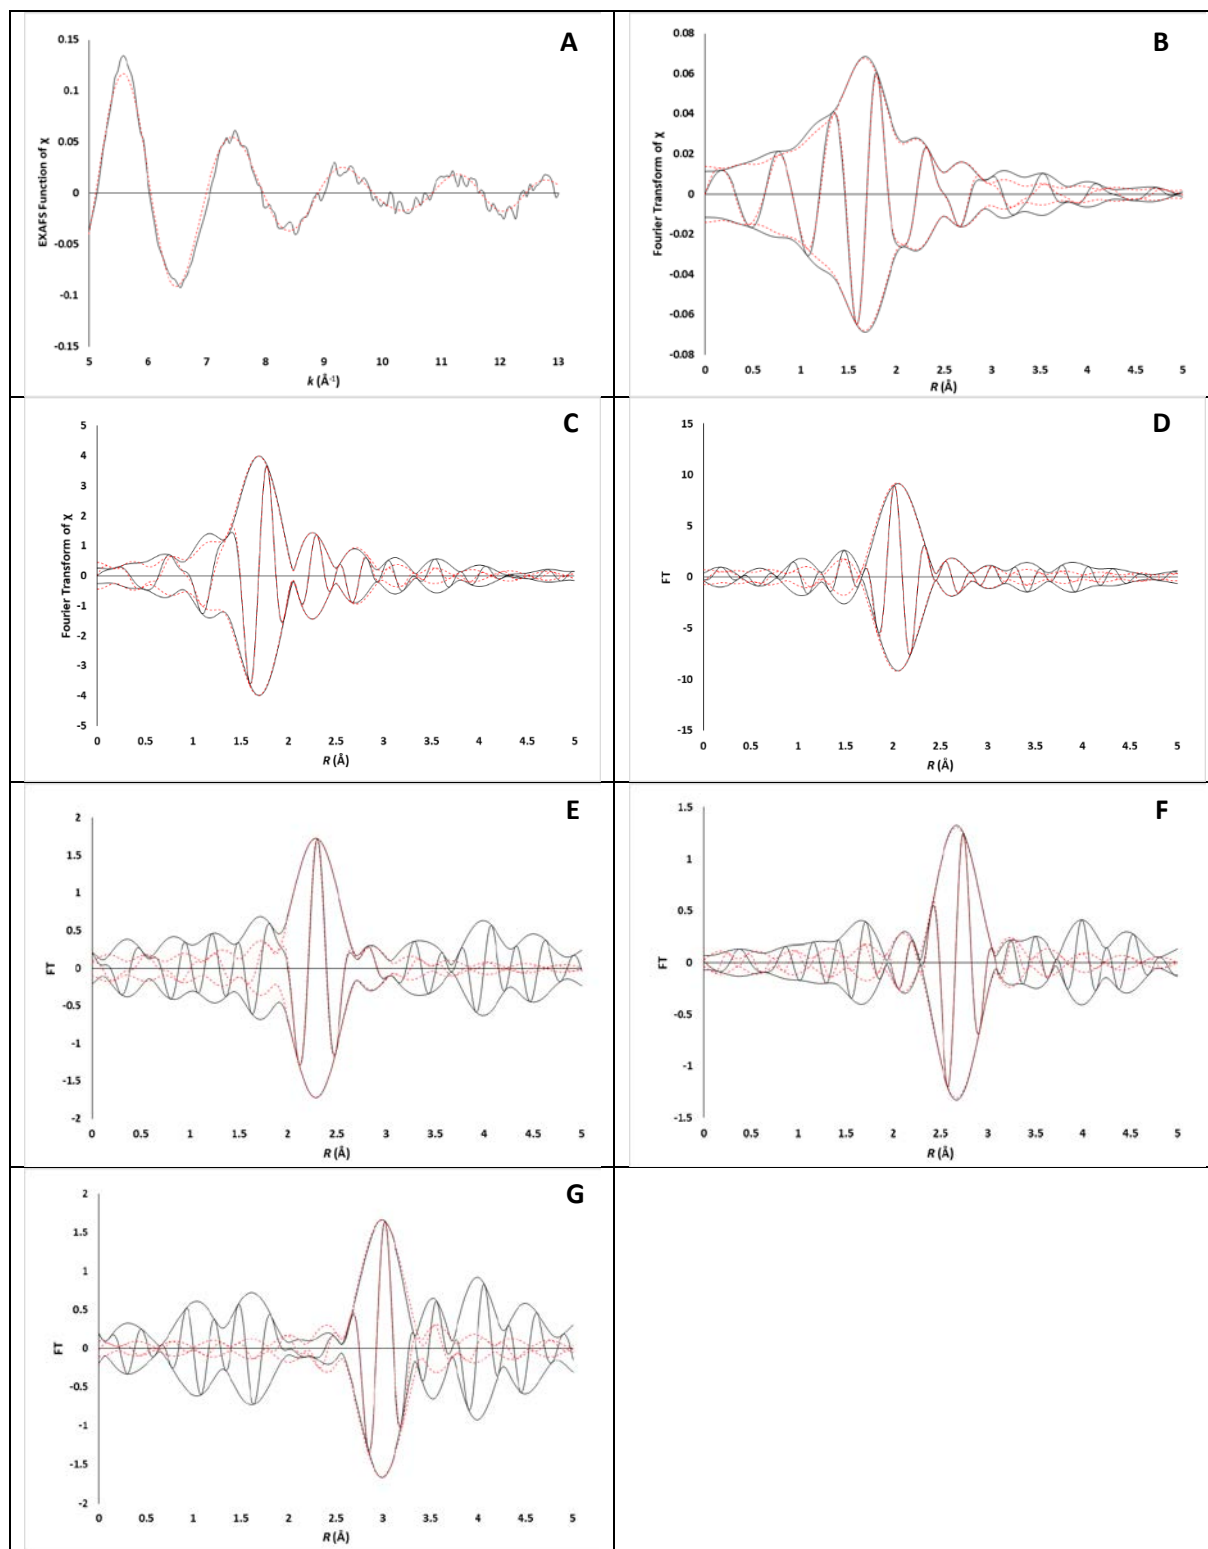 A
EXAFS Function of χ
0.15
0.1
0.05
0
-0.05
-0.1
-0.15
5 6 7 8 9 10 11 12 13
k (Å-1)
B
Fourier Transform of χ
0.08
0.06
0.04
0.02
0
-0.02
-0.04
-0.06
-0.08
0 0.5 1 1.5 2 2.5 3 3.5 4 4.5 5
R (Å)
C
Fourier Transform of χ
5
4
3
2
1
0
-1
-2
-3
-4
-5
0 0.5 1 1.5 2 2.5 3 3.5 4 4.5 5
R (Å)
D
FT
15
10
5
0
-5
-10
-15
0 0.5 1 1.5 2 2.5 3 3.5 4 4.5 5
R (Å)
E
FT
2
1.5
1
0.5
0
-0.5
-1
-1.5
-2
0 0.5 1 1.5 2 2.5 3 3.5 4 4.5 5
R (Å)
F
FT
1.5
1
0.5
0
-0.5
-1
-1.5
0 0.5 1 1.5 2 2.5 3 3.5 4 4.5 5
R (Å)
G
FT
2
1.5
1
0.5
0
-0.5
-1
-1.5
-2
0 0.5 1 1.5 2 2.5 3 3.5 4 4.5 5
R (Å)